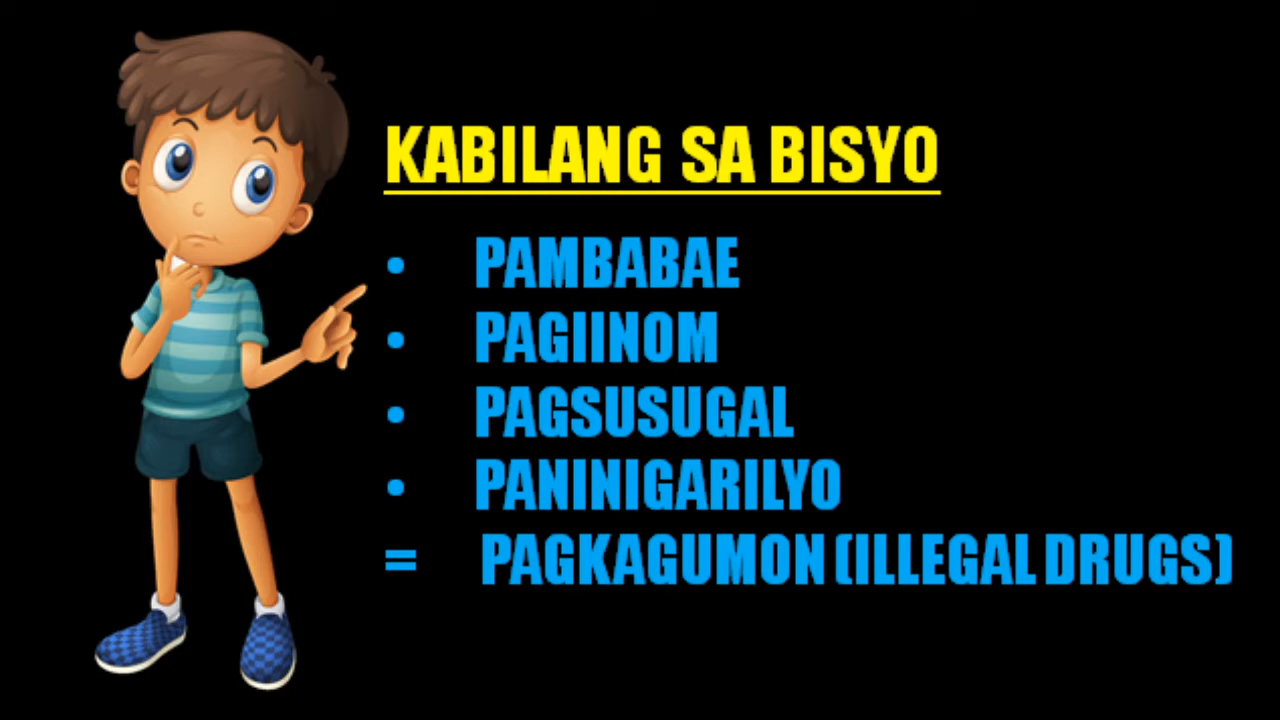 KABILANG SA BISYO
• PAMBABAE
• PAGIINOM
• PAGSUSUGAL
• PANINIGARILYO
= PAGKAGUMON (ILLEGAL DRUGS)